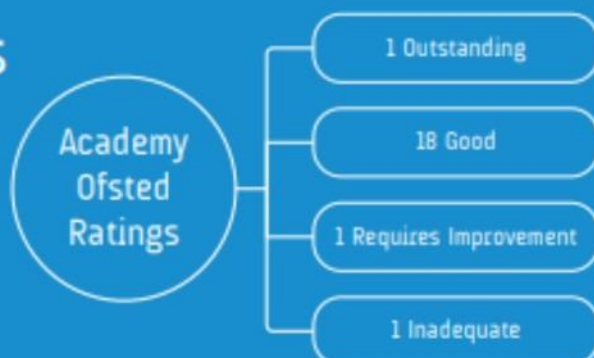 s
Academy
Ofsted
Ratings
1 Outstanding
18 Good
1 Requires Improvement
1 Inadequate